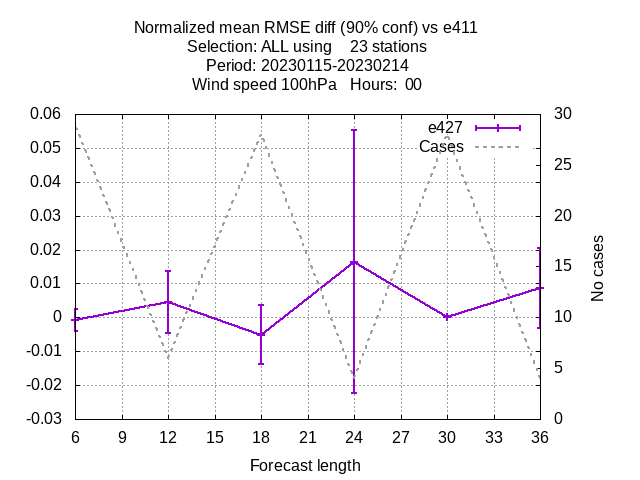 Normalized mean RMSE diff (90% conf) vs e411
Selection: ALL using    23 stations
Period: 20230115-20230214
Wind speed 100hPa   Hours:  00
0.06
0.05
0.04
0.03
0.02
0.01
0
-0.01
-0.02
-0.03
e427
Cases
30
25
20
15
10
5
0
No cases
6 9 12 15 18 21 24 27 30 33 36
Forecast length